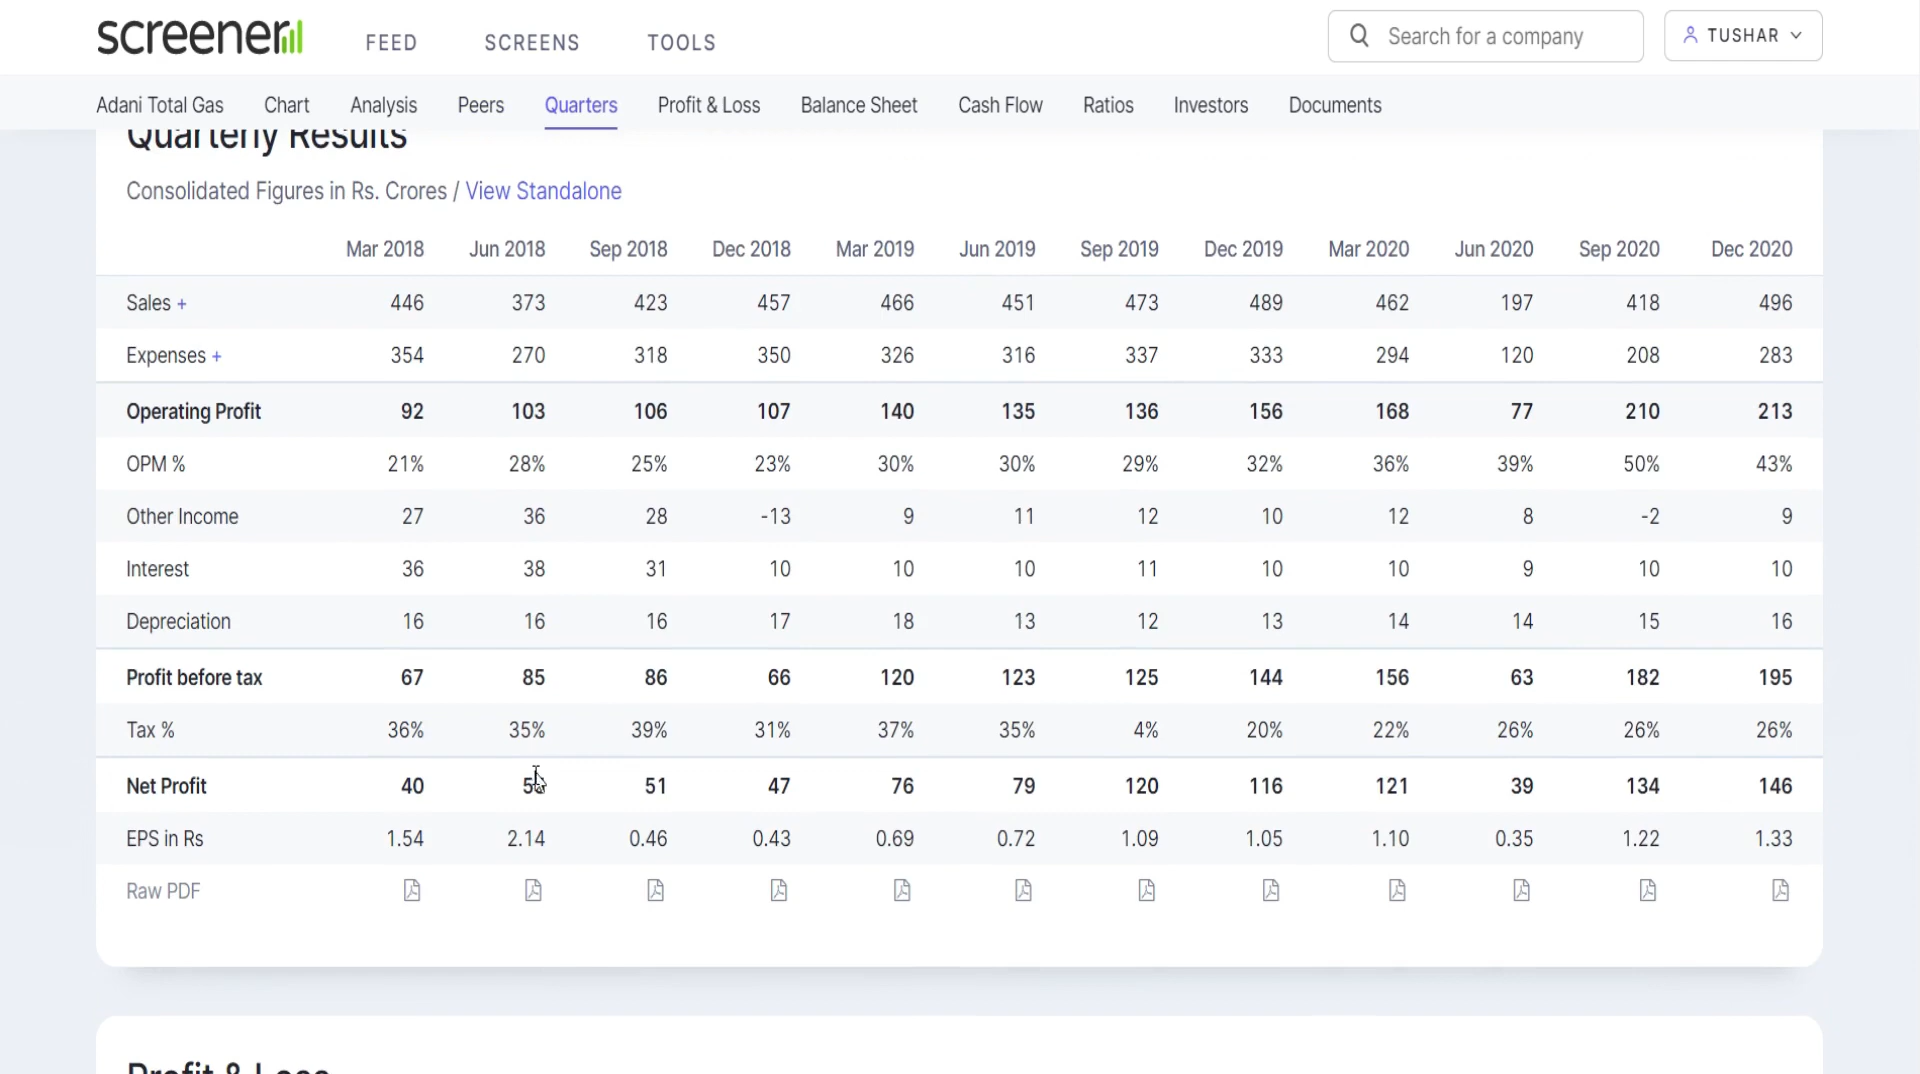 screener FEED SCREENS TOOLS Search for a company TUSHAR
Adani Total Gas Chart Analysis Peers Quarters Profit & Loss Balance Sheet Cash Flow Ratios Investors Documents
Quarterly Results
Consolidated Figures in Rs. Crores / View Standalone
Mar 2018 Jun 2018 Sep 2018 Dec 2018 Mar 2019 Jun 2019 Sep 2019 Dec 2019 Mar 2020 Jun 2020 Sep 2020 Dec 2020
Sales + 446 373 423 457 466 451 473 489 462 197 418 496
Expenses + 354 270 318 350 326 316 337 333 294 120 208 283
Operating Profit 92 103 106 107 140 135 136 156 168 77 210 213
OPM % 21% 28% 25% 23% 30% 30% 29% 32% 36% 39% 50% 43%
Other Income 27 36 28 -13 9 11 12 10 12 8 -2 9
Interest 36 38 31 10 10 10 11 10 10 9 10 10
Depreciation 16 16 16 17 18 13 12 13 14 14 15 16
Profit before tax 67 85 86 66 120 123 125 144 156 63 182 195
Tax % 36% 35% 39% 31% 37% 35% 4% 20% 22% 26% 26% 26%
Net Profit 40 51 47 76 79 120 116 121 39 134 146
EPS in Rs 1.54 2.14 0.46 0.43 0.69 0.72 1.09 1.05 1.10 0.35 1.22 1.33
Raw PDF
Profit & Loss